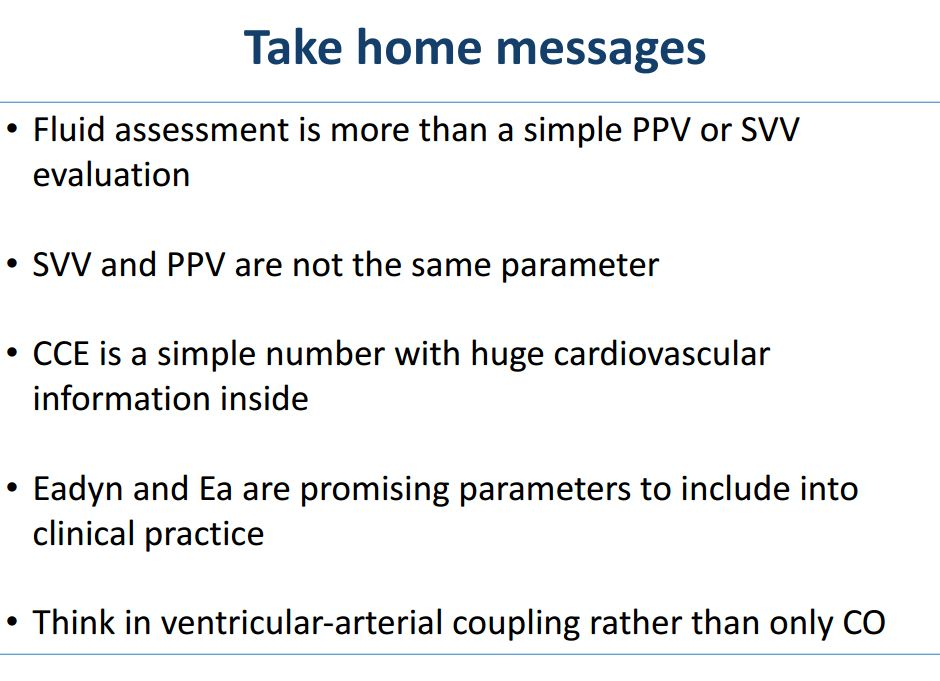 Take home messages
• Fluid assessment is more than a simple PPV or SVV
evaluation
• SVV and PPV are not the same parameter
• CCE is a simple number with huge cardiovascular
information inside
• Eadyn and Ea are promising parameters to include into
clinical practice
• Think in ventricular-arterial coupling rather than only CO